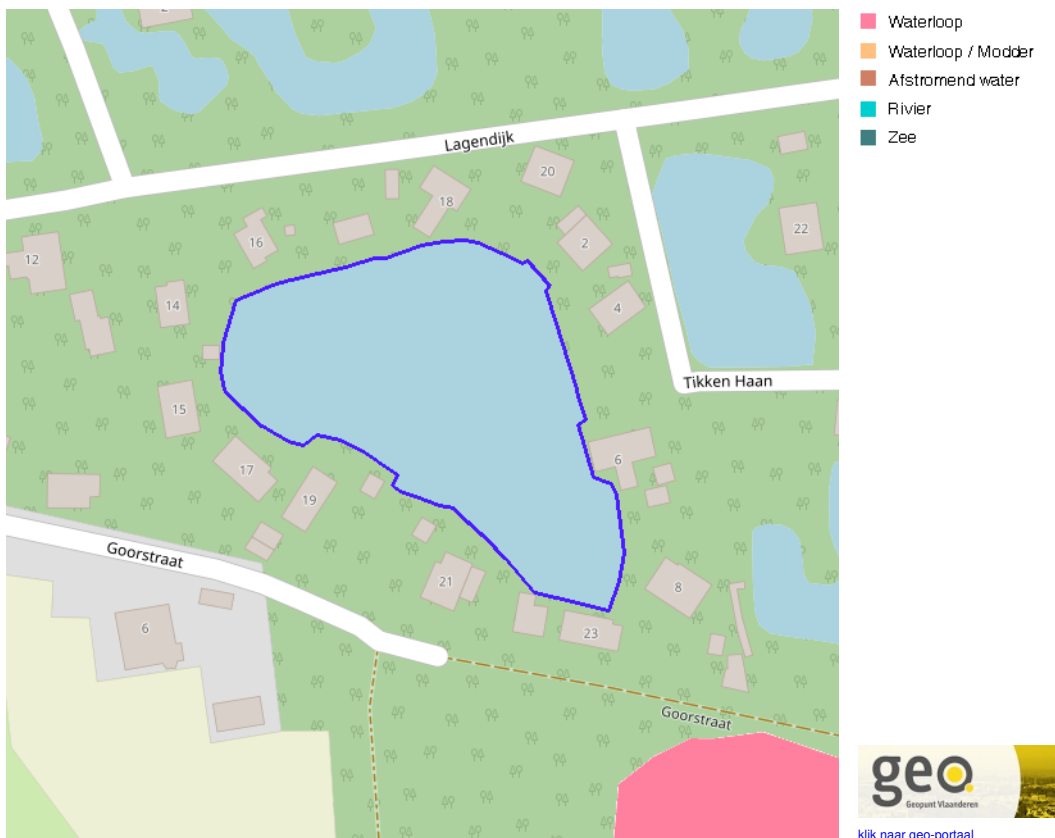 2
Lagendijk
20
18
22
16
2
12
14
4
Tikken Haan
15
6
17
19
Goorstraat
21
8
6
23
Goorstraat
Waterloop
Waterloop / Modder
Afstromend water
Rivier
Zee
geo.
Geopunt Vlaanderen
klik naar geo-portaal